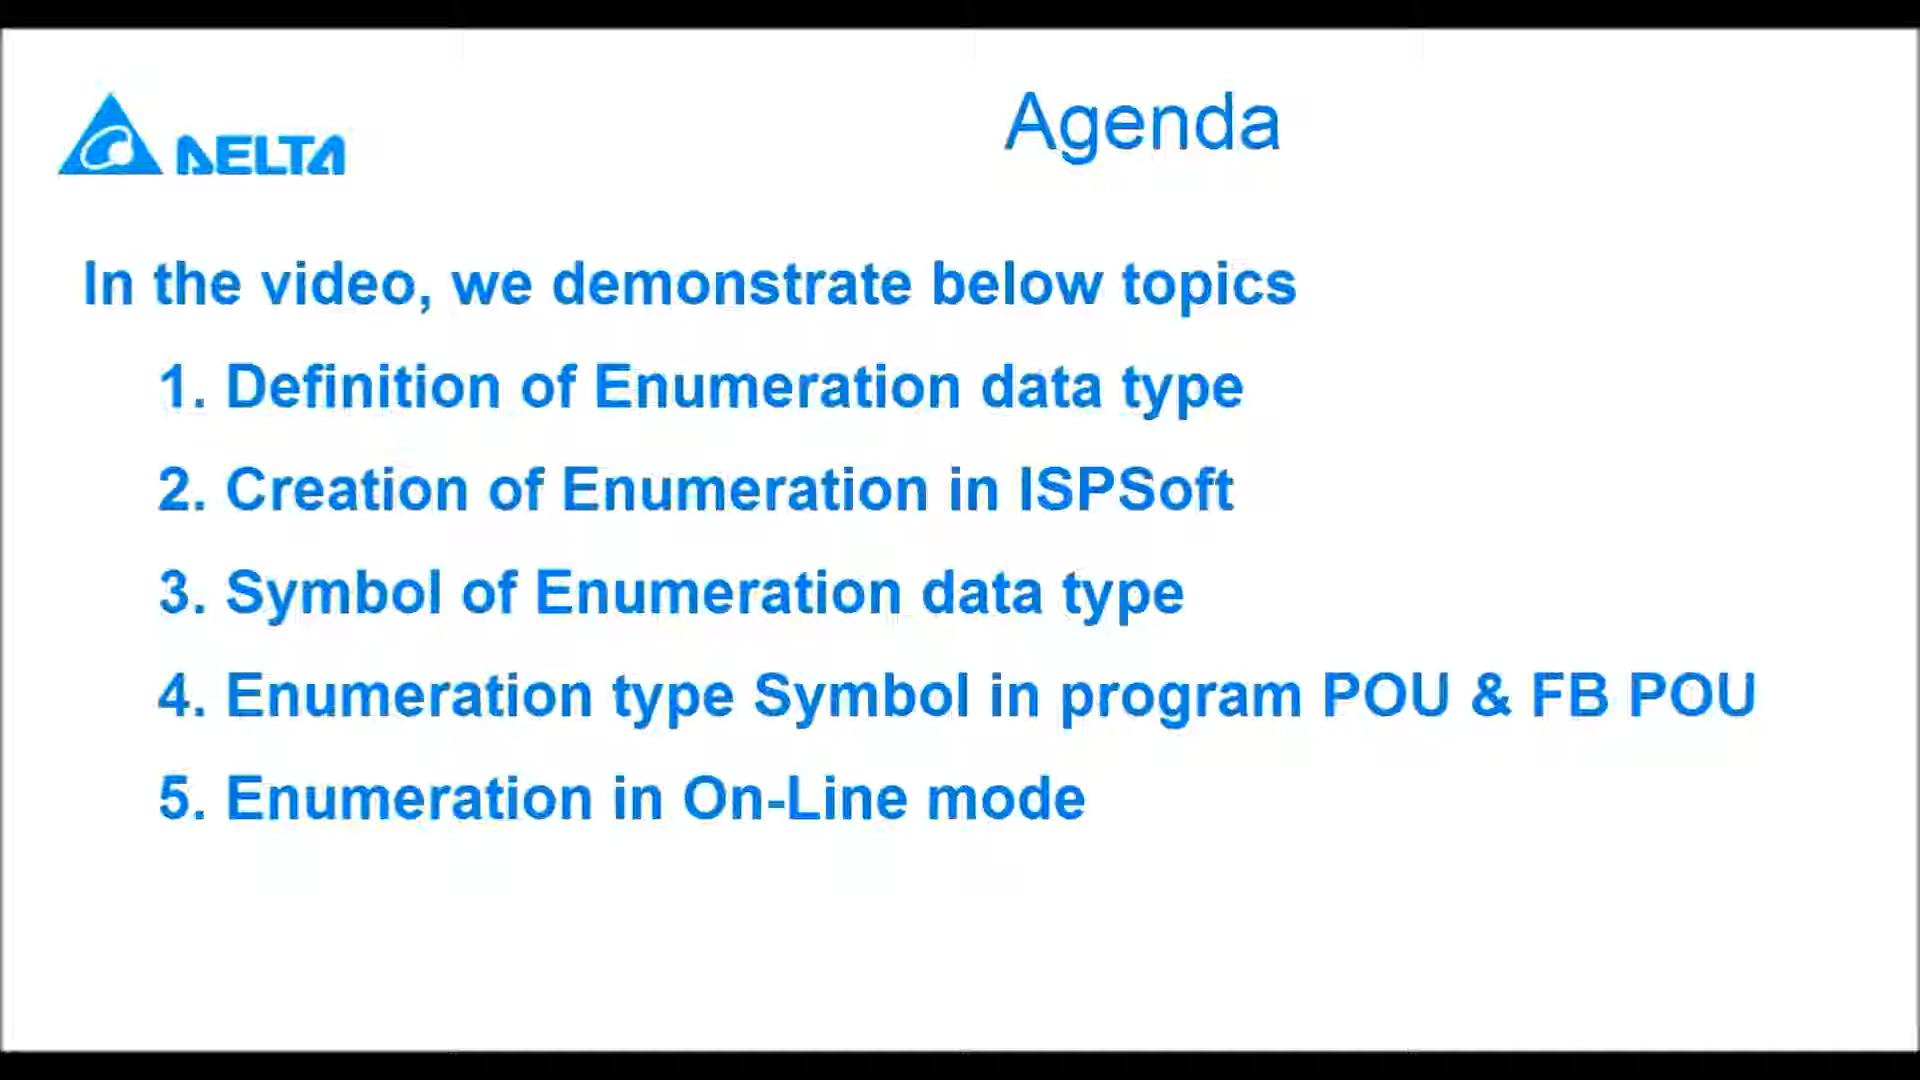 DELTA
Agenda
In the video, we demonstrate below topics
1. Definition of Enumeration data type
2. Creation of Enumeration in ISPSoft
3. Symbol of Enumeration data type
4. Enumeration type Symbol in program POU & FB POU
5. Enumeration in On-Line mode